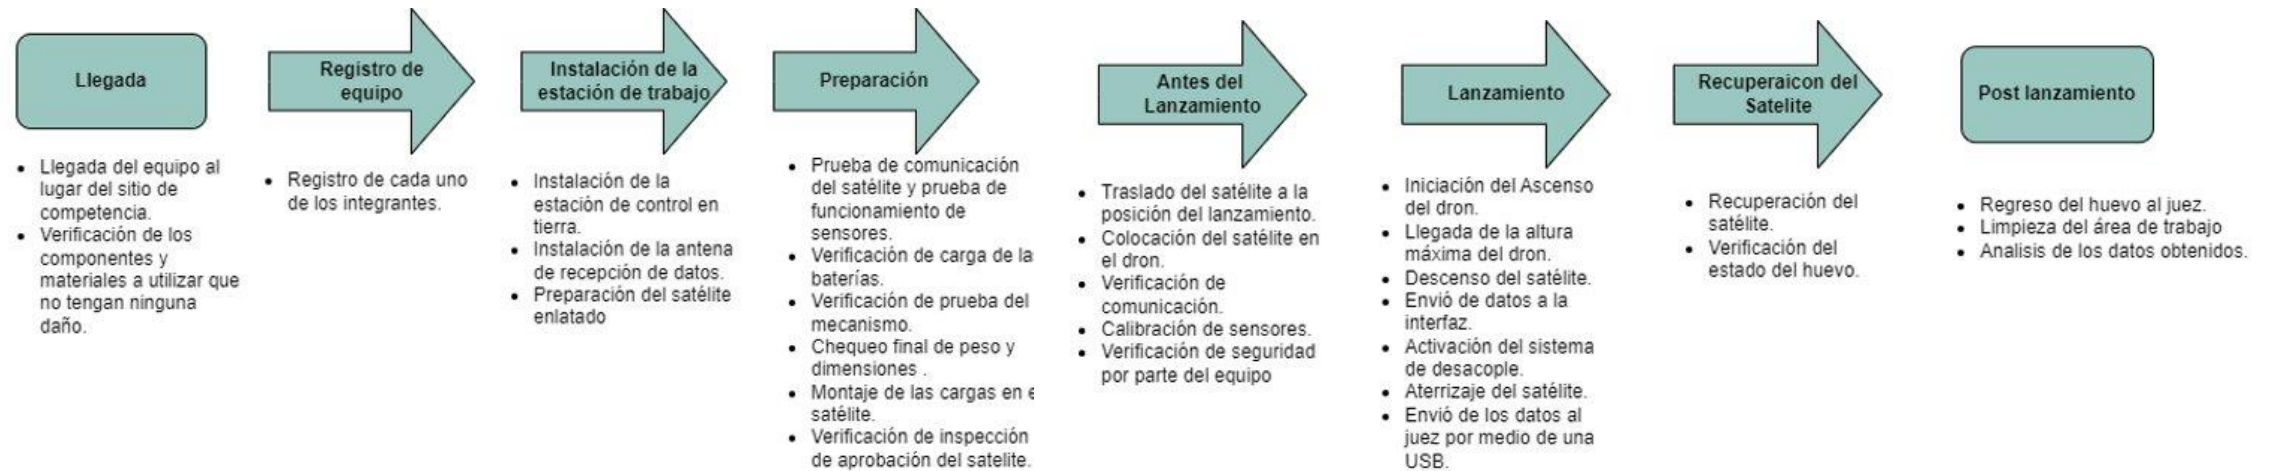 Llegada
• Llegada del equipo al
lugar del sitio de
competencia.
• Verificación de los
componentes y
materiales a utilizar que
no tengan ninguna
daño.
Registro de
equipo
• Registro de cada uno
de los integrantes.
Instalación de la
estación de trabajo
• Instalación de la
estación de control en
tierra.
• Instalación de la antena
de recepción de datos.
• Preparación del satélite
enlatado
Preparación
• Prueba de comunicación
del satélite y prueba de
funcionamiento de
sensores.
• Verificación de carga de la
baterías.
• Verificación de prueba del
mecanismo.
• Chequeo final de peso y
dimensiones .
• Montaje de las cargas en e
satélite.
• Verificación de inspección
de aprobación del satelite.
Antes del
Lanzamiento
• Traslado del satélite a la
posición del lanzamiento.
• Colocación del satélite en
el dron.
• Verificación de
comunicación.
• Calibración de sensores.
• Verificación de seguridad
por parte del equipo
Lanzamiento
• Iniciación del Ascenso
del dron.
• Llegada de la altura
máxima del dron.
• Descenso del satélite.
• Envió de datos a la
interfaz.
• Activación del sistema
de desacople.
• Aterrizaje del satélite.
• Envió de los datos al
juez por medio de una
USB.
Recuperaicon del
Satelite
• Recuperación del
satélite.
• Verificación del
estado del huevo.
Post lanzamiento
• Regreso del huevo al juez.
• Limpieza del área de trabajo
• Analisis de los datos obtenidos.